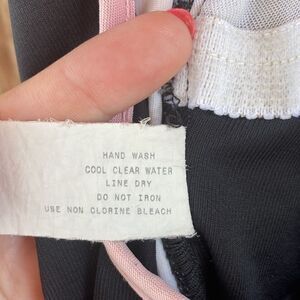 HAND WASH
COOL CLEAR WATER
LINE DRY
DO NOT IRON
USE NON CLORINE BLEACH